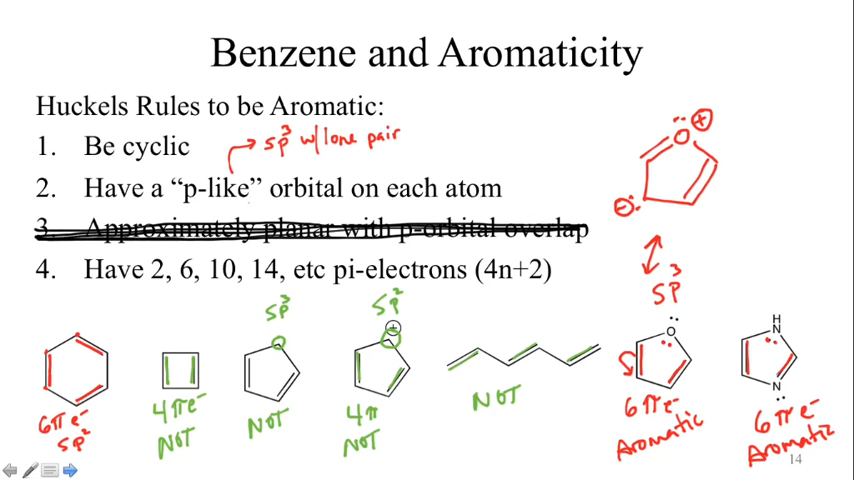 Benzene and Aromaticity
Huckels Rules to be Aromatic:
1. Be cyclic
→ sp³ w/lone pair
2. Have a “p-like” orbital on each atom
3. Approximately planar with p-orbital overlap
4. Have 2, 6, 10, 14, etc pi-electrons (4n+2)
O ⊕
⊖
sp³
sp³
sp²
⊕
O
H
N
N
6π e⁻
sp²
4π e⁻
NOT
NOT
4π
NOT
NOT
6π e⁻
Aromatic
6π e⁻
Aromatic
14